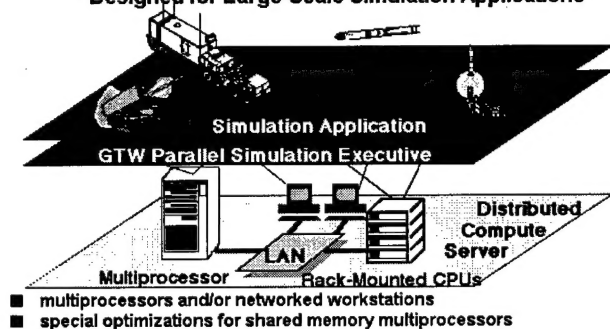 Designed for Large-Scale Simulation Applications
Simulation Application
GTW Parallel Simulation Executive
Distributed
Compute
Server
LAN
Multiprocessor
Rack-Mounted CPUs
■ multiprocessors and/or networked workstations
■ special optimizations for shared memory multiprocessors